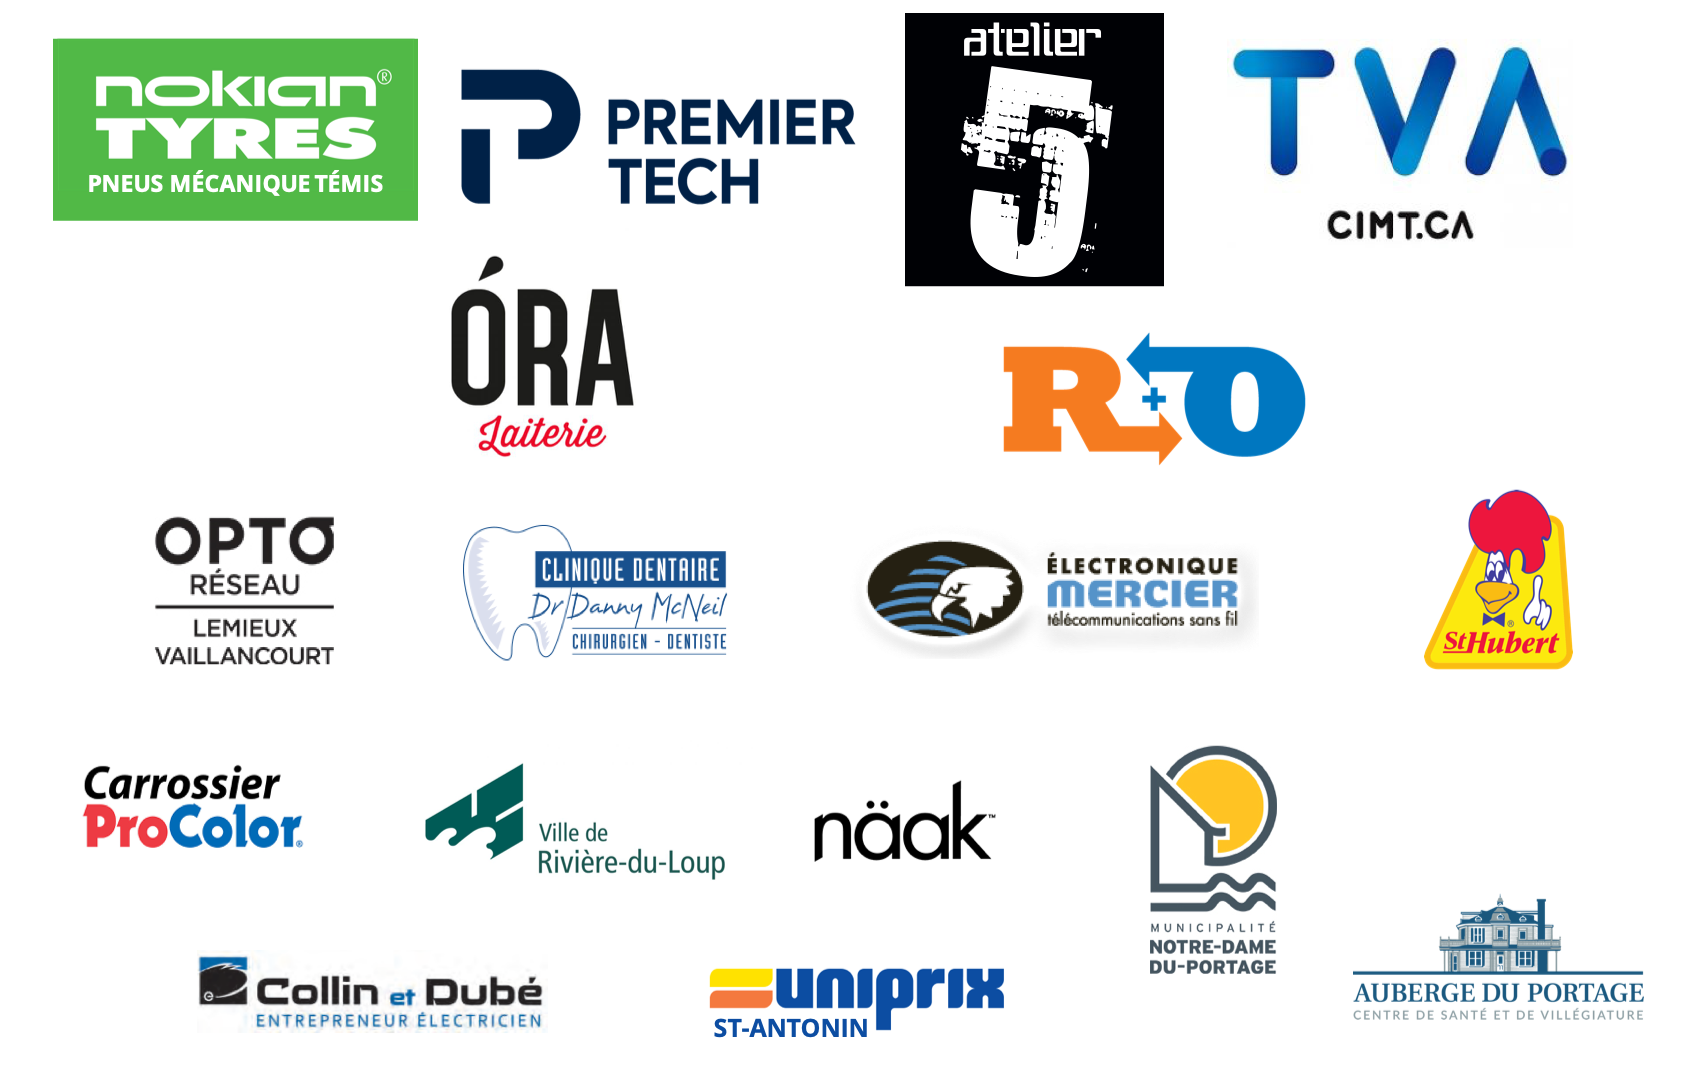 nokian®
TYRES
PNEUS MÉCANIQUE TÉMIS
PREMIER
TECH
atelier
5
TVA
CIMT.CA
ÓRA
Laiterie
R+O
OPTO
RÉSEAU
LEMIEUX
VAILLANCOURT
CLINIQUE DENTAIRE
Dr Danny McNeil
CHIRURGIEN - DENTISTE
ÉLECTRONIQUE
MERCIER
télécommunications sans fil
®
StHubert
Carrossier
ProColor®
Ville de
Rivière-du-Loup
näak™
MUNICIPALITÉ
NOTRE-DAME
DU-PORTAGE
Collin et Dubé
ENTREPRENEUR ÉLECTRICIEN
uniprix
ST-ANTONIN
AUBERGE DU PORTAGE
CENTRE DE SANTÉ ET DE VILLÉGIATURE